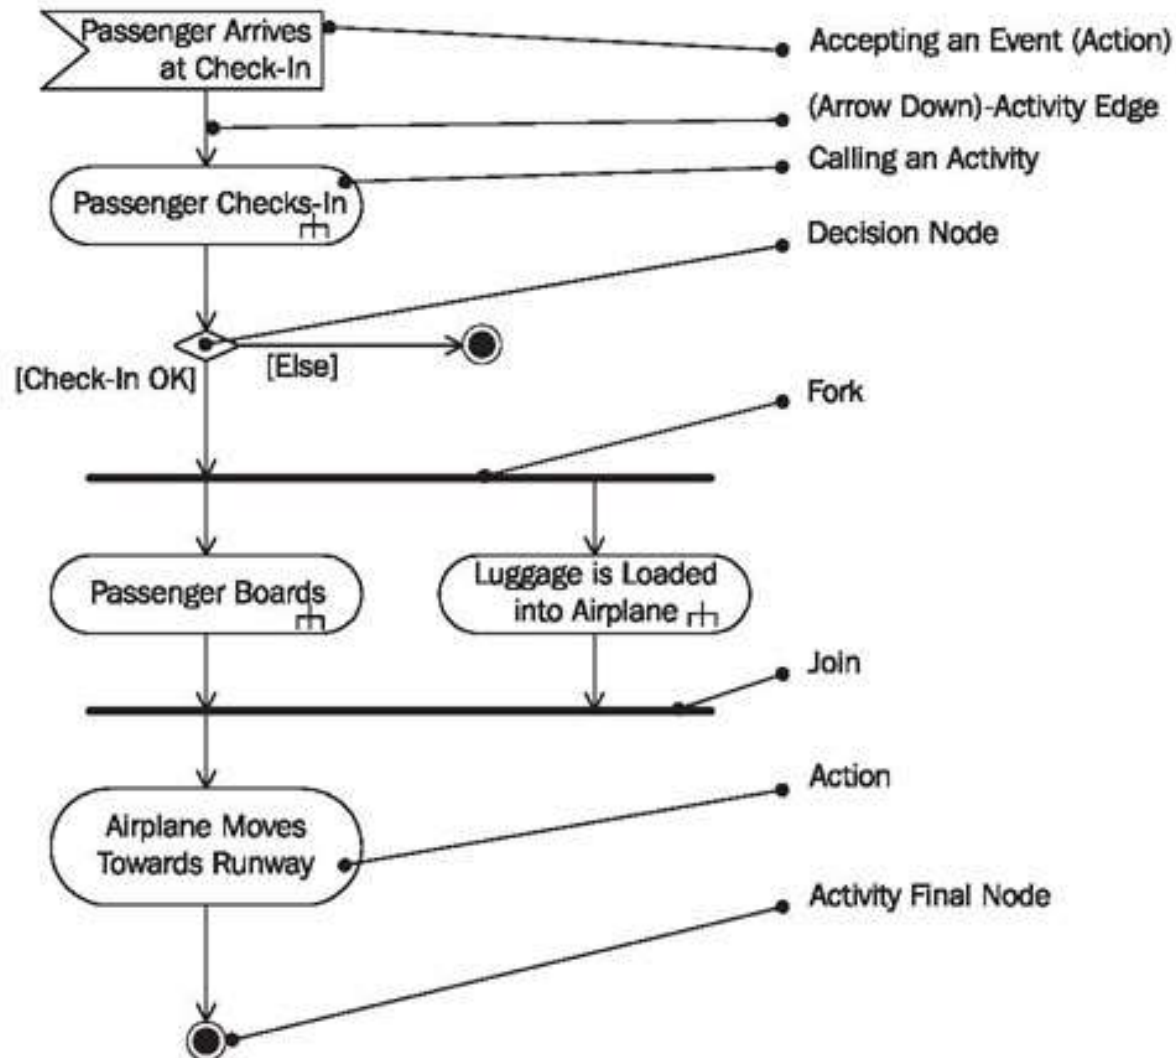 Passenger Arrives
at Check-In
Accepting an Event (Action)
(Arrow Down)-Activity Edge
Calling an Activity
Passenger Checks-In
Decision Node
[Check-In OK]
[Else]
Fork
Passenger Boards
Luggage is Loaded
into Airplane
Join
Action
Airplane Moves
Towards Runway
Activity Final Node